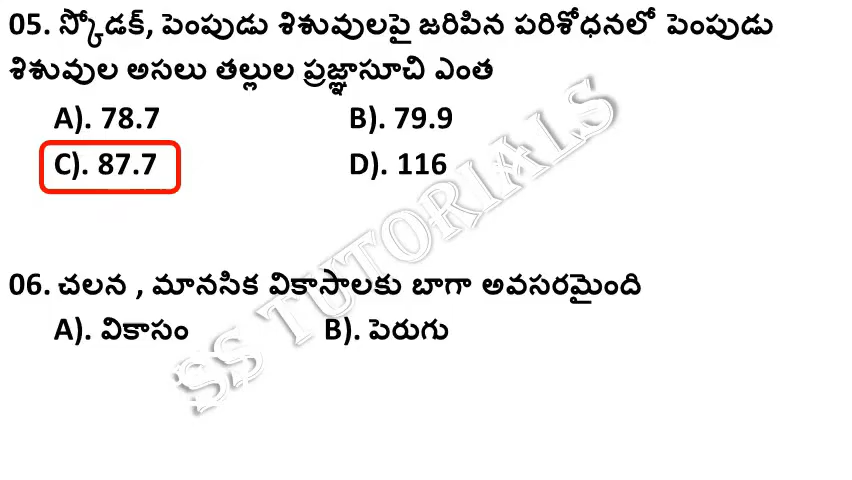 05. స్కోడక్, పెంపుడు శిశువులపై జరిపిన పరిశోధనలో పెంపుడు
శిశువుల అసలు తల్లుల ప్రజ్ఞాసూచి ఎంత
A). 78.7 B). 79.9
C). 87.7 D). 116
06. చలన , మానసిక వికాసాలకు బాగా అవసరమైంది
A). వికాసం B). పెరుగు
SS TUTORIALS